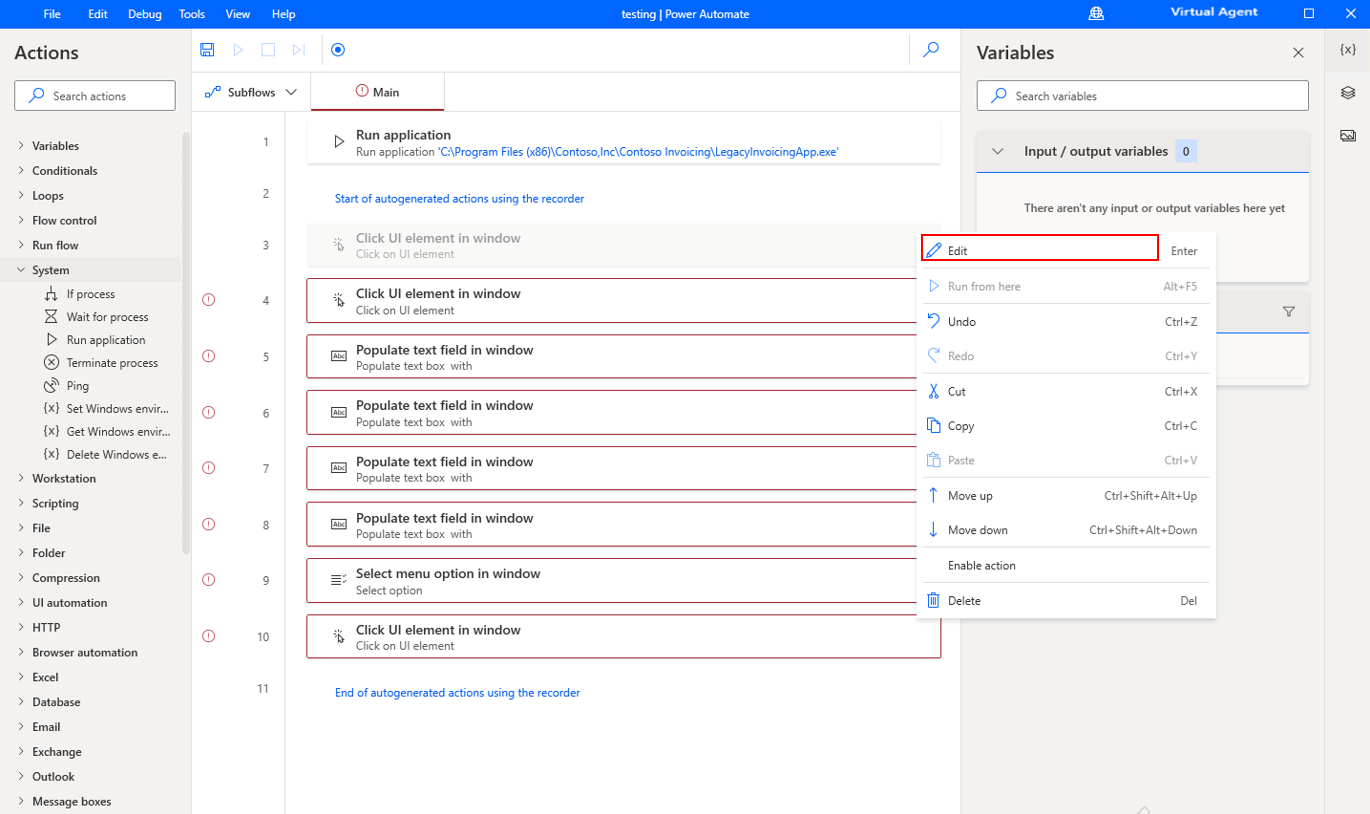 File Edit Debug Tools View Help
testing | Power Automate
Virtual Agent
Actions
Search actions
Variables
Conditionals
Loops
Flow control
Run flow
System
If process
Wait for process
Run application
Terminate process
Ping
{x} Set Windows envir...
{x} Get Windows envir...
{x} Delete Windows e...
Workstation
Scripting
File
Folder
Compression
UI automation
HTTP
Browser automation
Excel
Database
Email
Exchange
Outlook
Message boxes
Subflows
Main
1 Run application
Run application 'C:\Program Files (x86)\Contoso,Inc\Contoso Invoicing\LegacyInvoicingApp.exe'
2 Start of autogenerated actions using the recorder
3 Click UI element in window
Click on UI element
4 Click UI element in window
Click on UI element
5 Abc Populate text field in window
Populate text box with
6 Abc Populate text field in window
Populate text box with
7 Abc Populate text field in window
Populate text box with
8 Abc Populate text field in window
Populate text box with
9 Select menu option in window
Select option
10 Click UI element in window
Click on UI element
11 End of autogenerated actions using the recorder
Variables
{x}
Search variables
Input / output variables 0
There aren't any input or output variables here yet
Edit Enter
Run from here Alt+F5
Undo Ctrl+Z
Redo Ctrl+Y
Cut Ctrl+X
Copy Ctrl+C
Paste Ctrl+V
Move up Ctrl+Shift+Alt+Up
Move down Ctrl+Shift+Alt+Down
Enable action
Delete Del